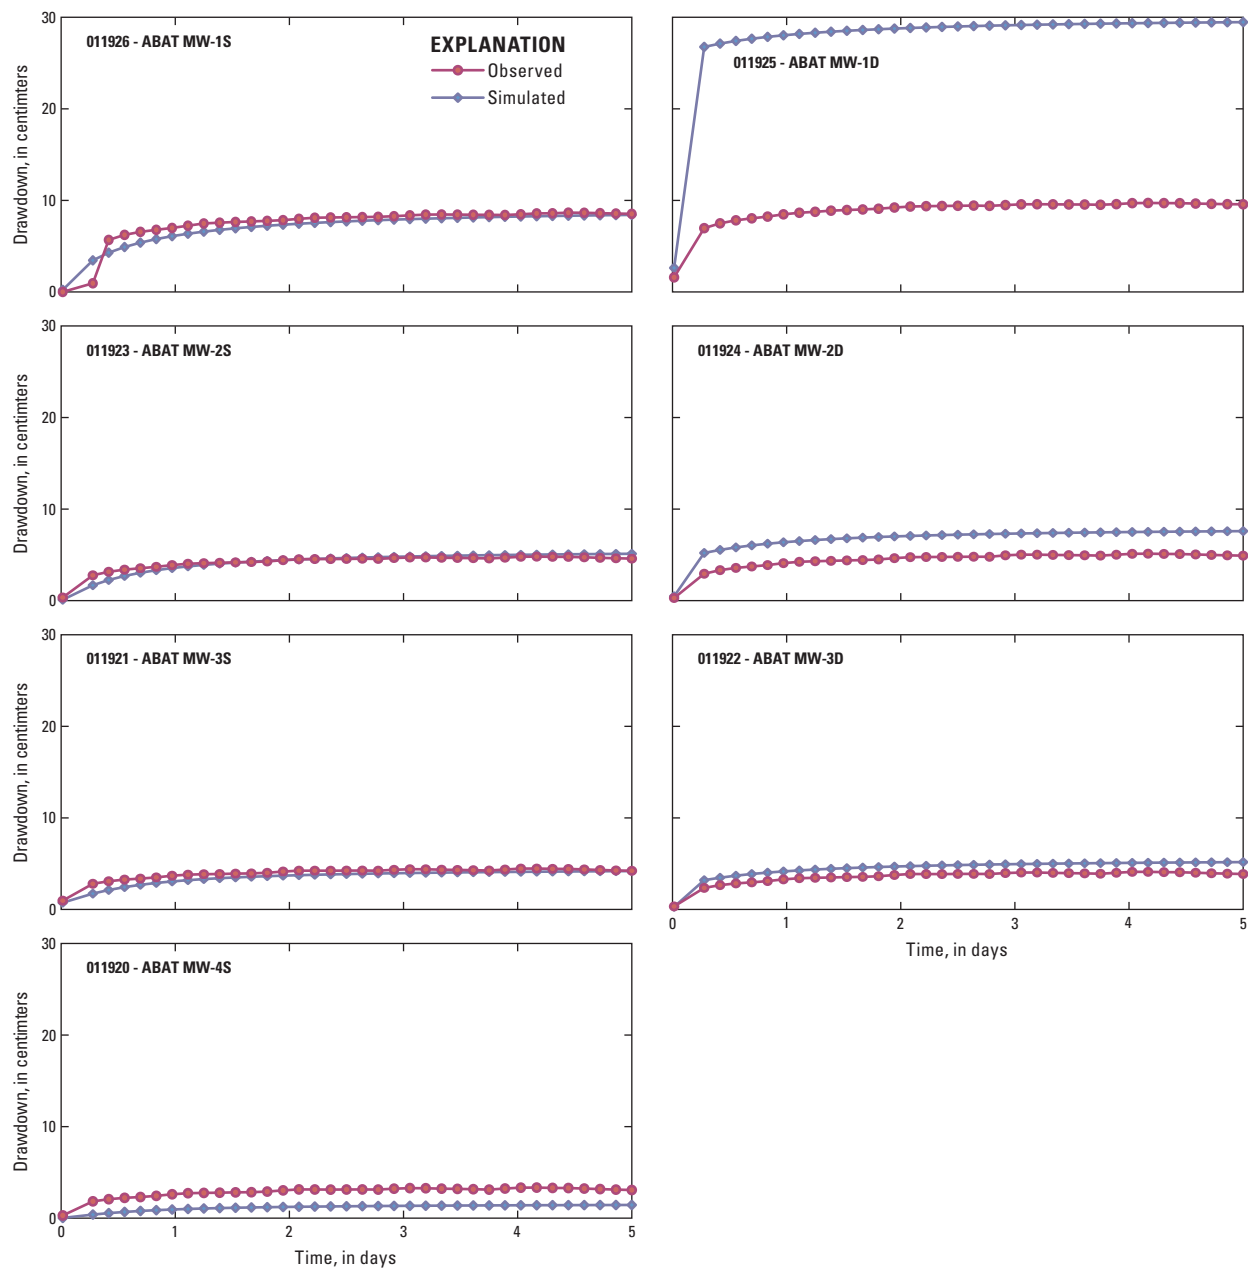 30
20
10
0
Drawdown, in centimters
011926 - ABAT MW-1S
EXPLANATION
Observed
Simulated
011925 - ABAT MW-1D
30
20
10
0
Drawdown, in centimters
011923 - ABAT MW-2S
011924 - ABAT MW-2D
30
20
10
0
Drawdown, in centimters
011921 - ABAT MW-3S
011922 - ABAT MW-3D
0 1 2 3 4 5
Time, in days
30
20
10
0
Drawdown, in centimters
011920 - ABAT MW-4S
0 1 2 3 4 5
Time, in days